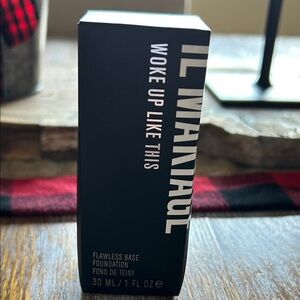 IL MAKIAGE
WOKE UP LIKE THIS
FLAWLESS BASE
FOUNDATION
FOND DE TEINT
30 ML / 1 FL OZ e